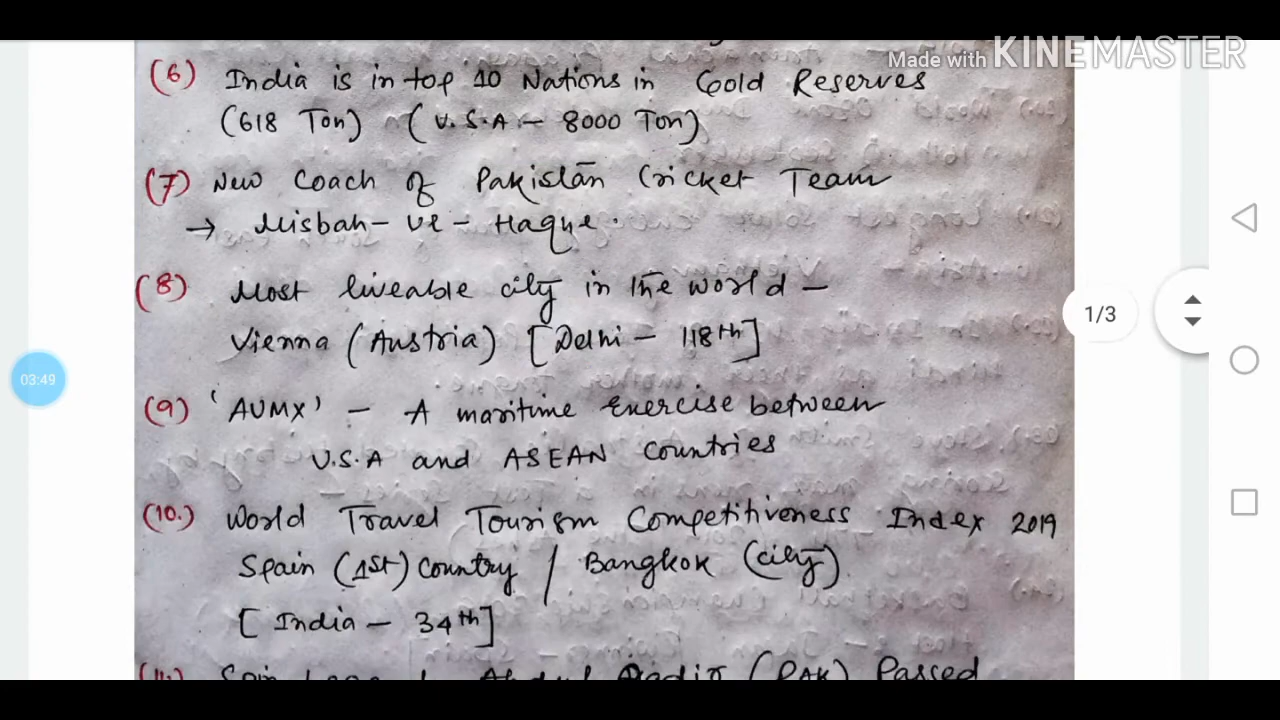 Made with KINEMASTER
(6) India is in top 10 Nations in Gold Reserves
(618 Ton) (U.S.A - 8000 Ton)
(7) New Coach of Pakistan Cricket Team
→ Misbah - Ul - Haque.
(8) Most liveable city in the world -
Vienna (Austria) [Delhi - 118th]
1/3
03:49
(9) 'AUMX' - A maritime Exercise between
U.S.A and ASEAN Countries
(10.) World Travel Tourism Competitiveness Index 2019
Spain (1st) Country / Bangkok (city)
[India - 34th]
(PAK) Passed